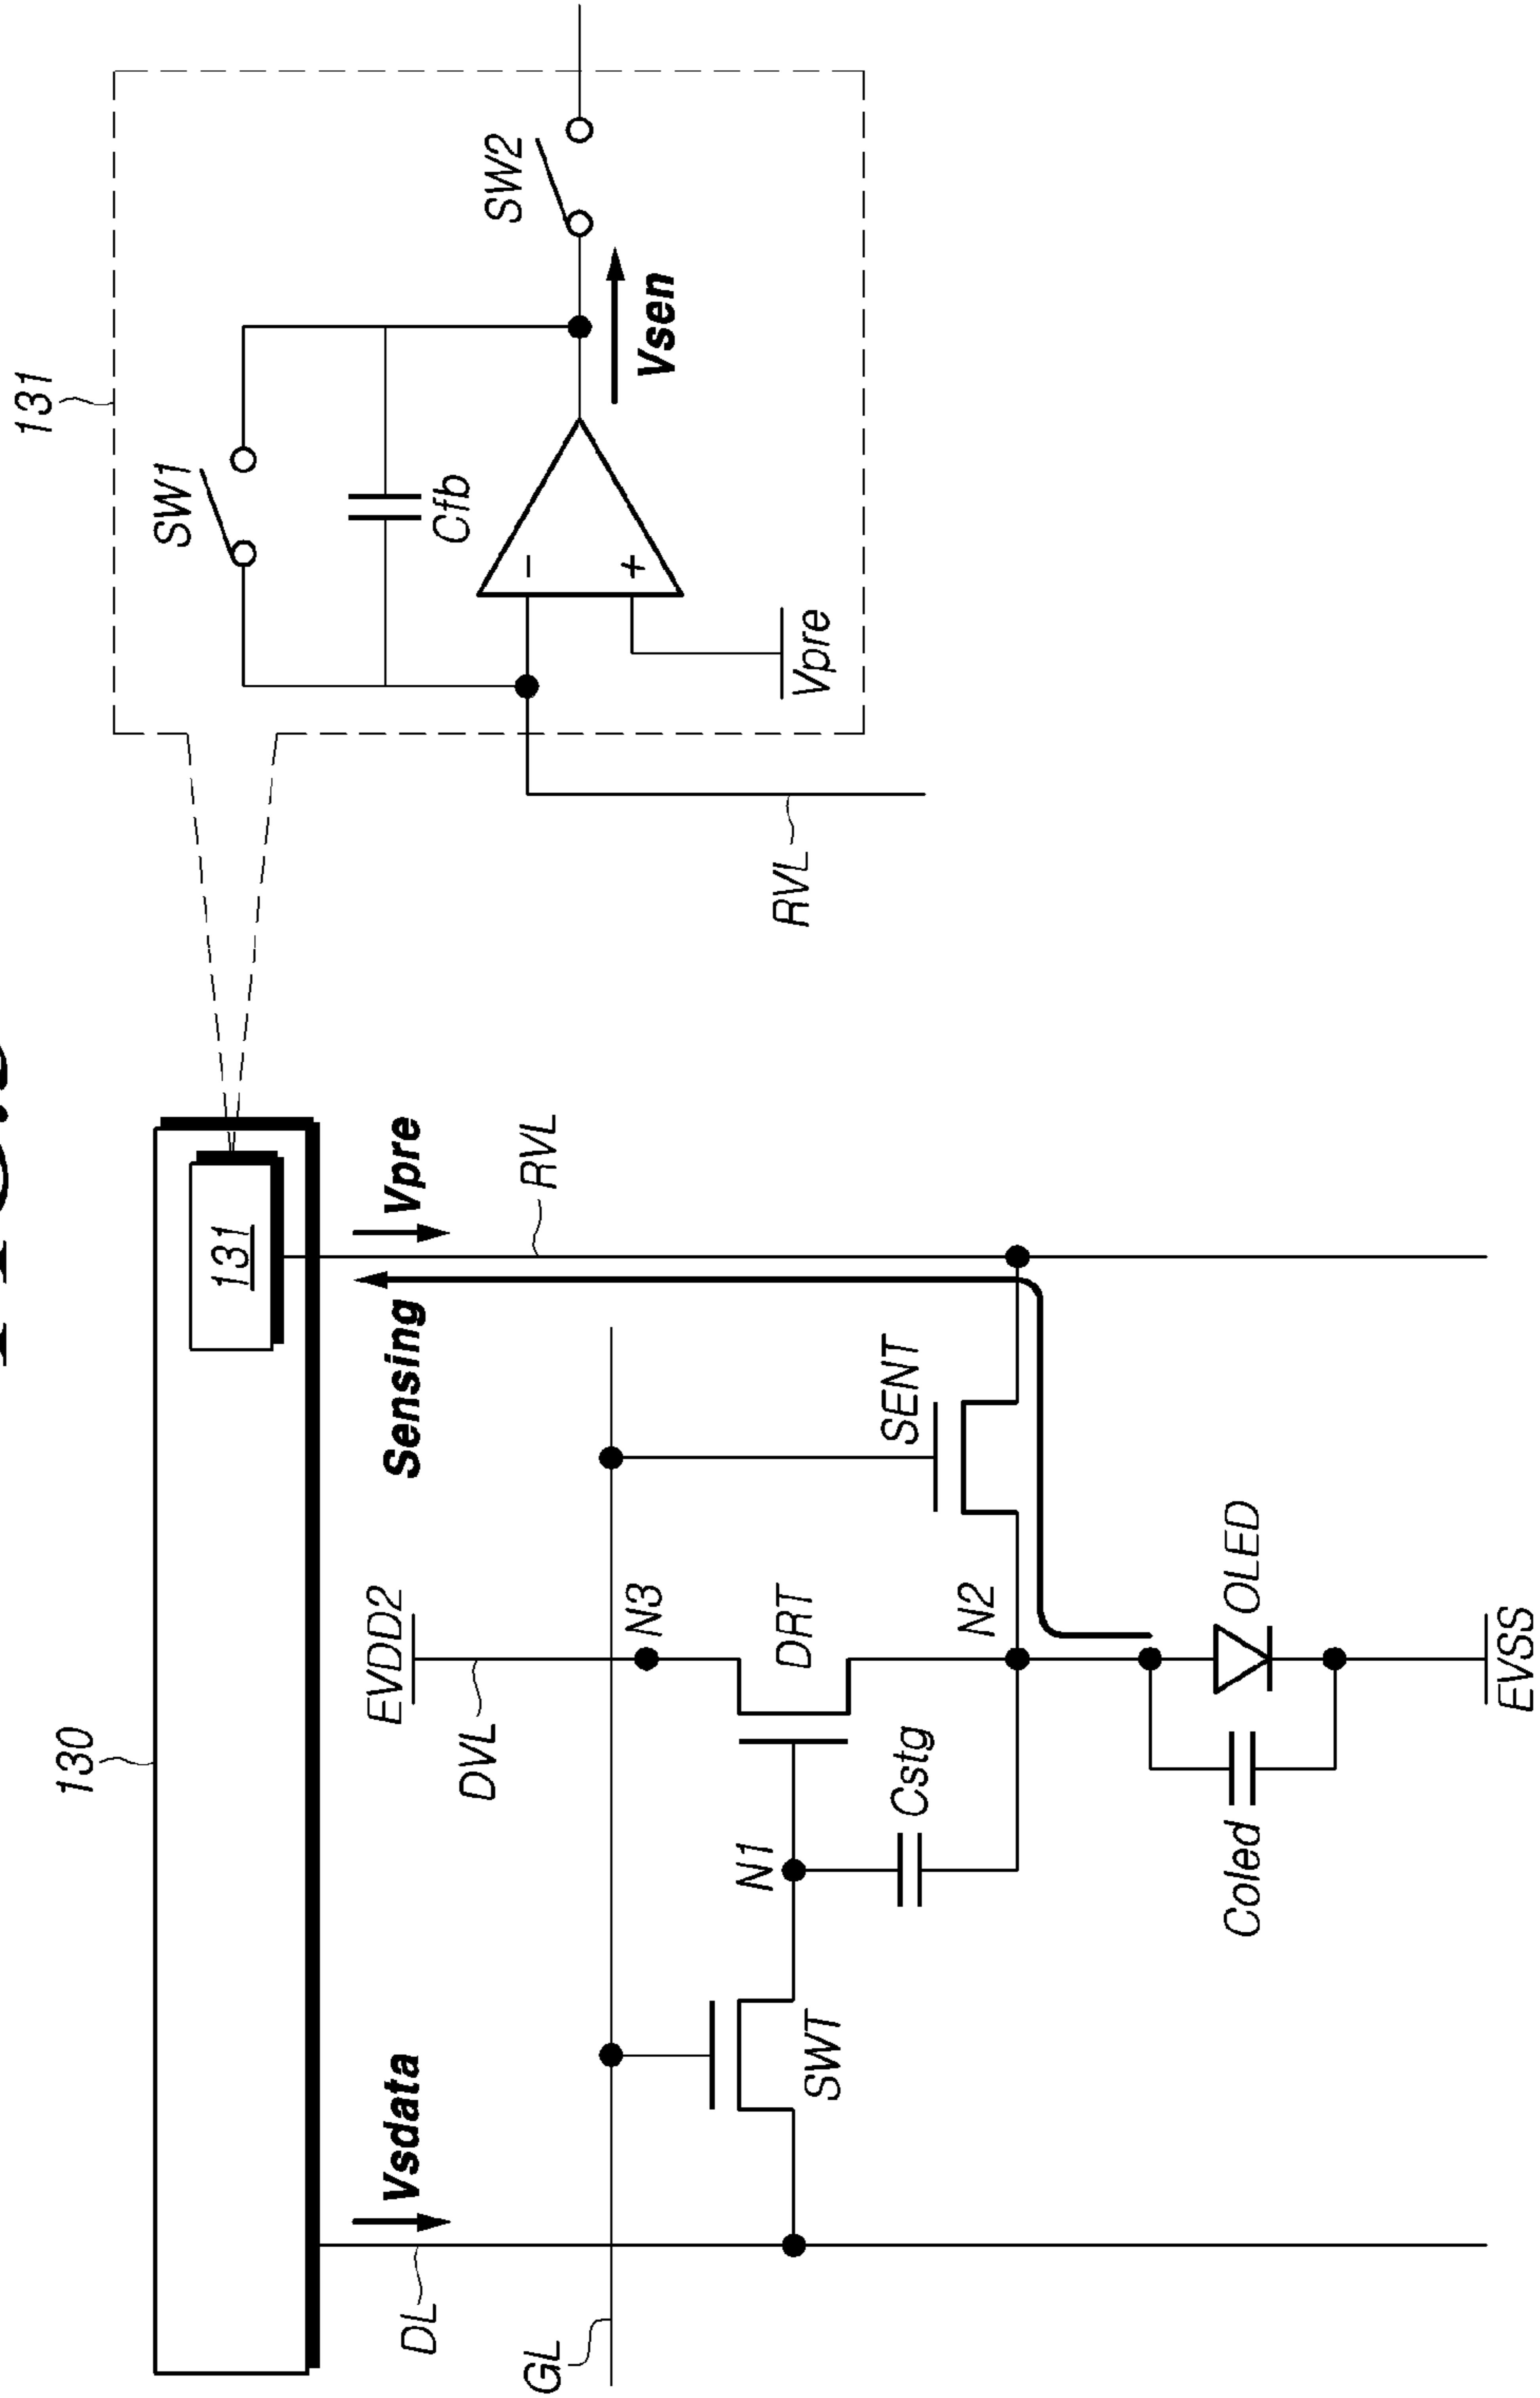 130
131
Vsdata
DL
GL
EVDD2
DVL
Sensing
Vpre
RVL
N3
N1
DRT
SWT
Cstg
N2
SENT
Coled
OLED
EVSS
131
SW1
Cfb
SW2
−
+
Vsen
Vpre
RVL